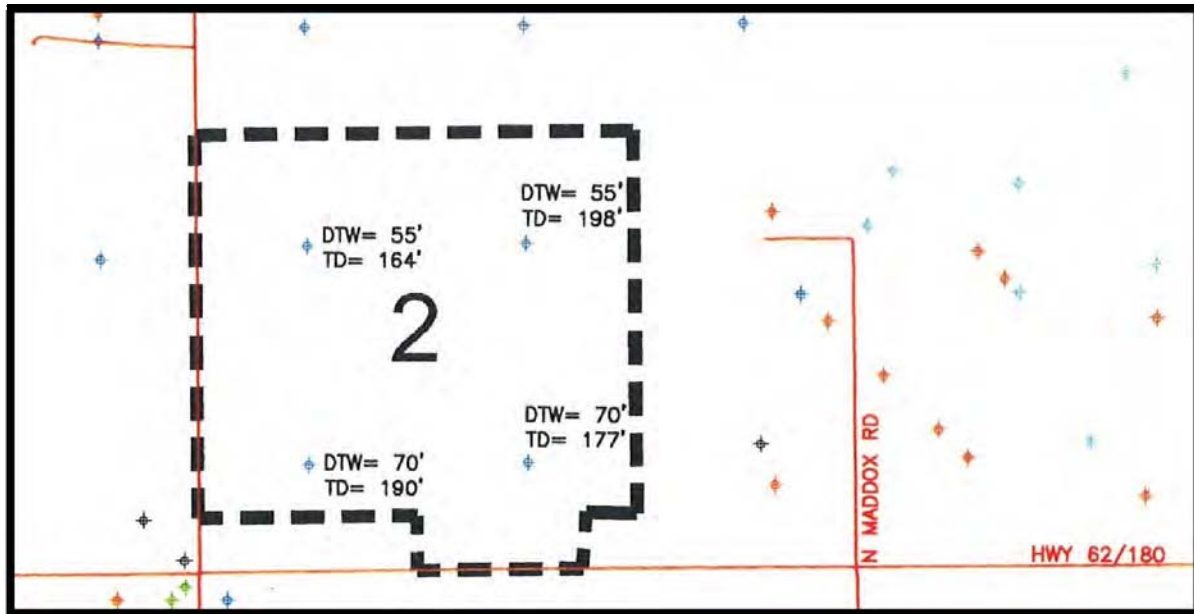 DTW= 55'
TD= 198'
DTW= 55'
TD= 164'
2
DTW= 70'
TD= 177'
DTW= 70'
TD= 190'
N MADDOX RD
HWY 62/180